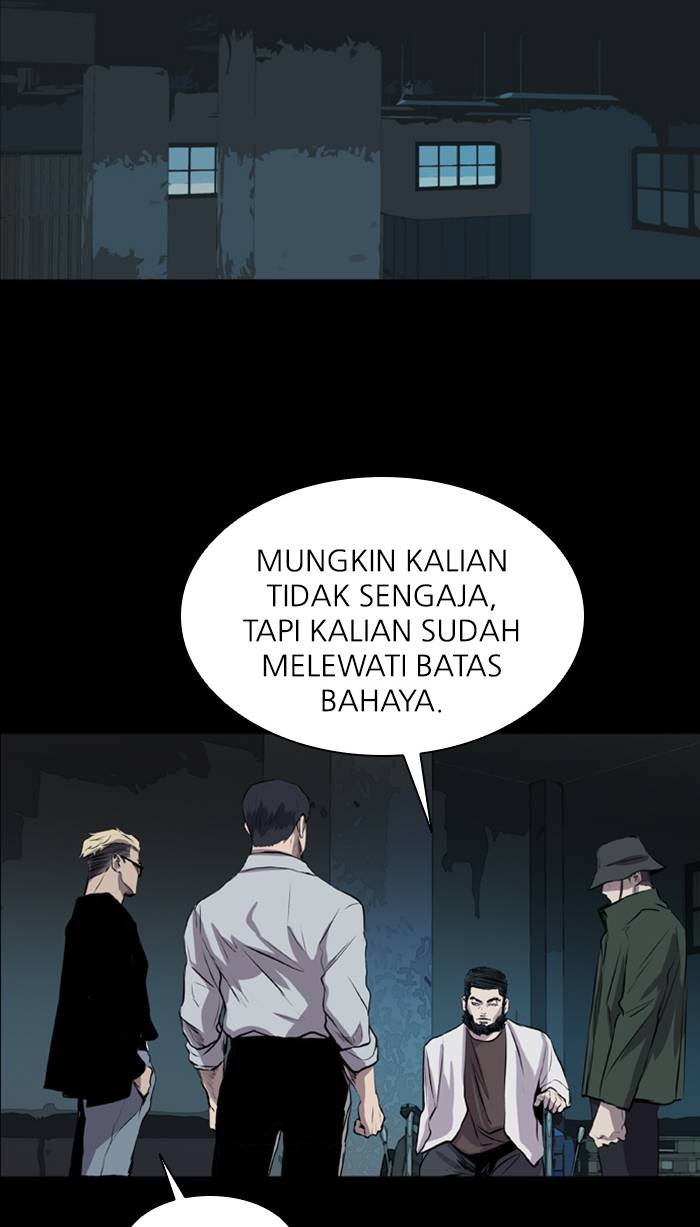 MUNGKIN KALIAN
TIDAK SENGAJA,
TAPI KALIAN SUDAH
MELEWATI BATAS
BAHAYA.